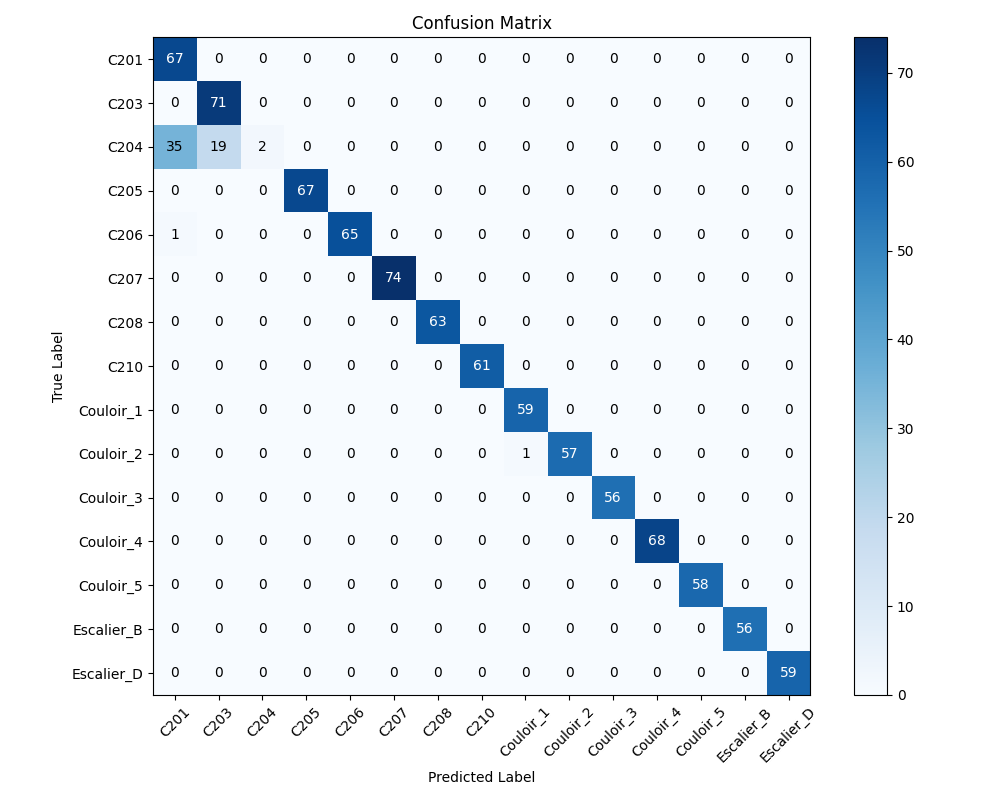 Confusion Matrix
True Label
C201 67 0 0 0 0 0 0 0 0 0 0 0 0 0 0
C203 0 71 0 0 0 0 0 0 0 0 0 0 0 0 0
C204 35 19 2 0 0 0 0 0 0 0 0 0 0 0 0
C205 0 0 0 67 0 0 0 0 0 0 0 0 0 0 0
C206 1 0 0 0 65 0 0 0 0 0 0 0 0 0 0
C207 0 0 0 0 0 74 0 0 0 0 0 0 0 0 0
C208 0 0 0 0 0 0 63 0 0 0 0 0 0 0 0
C210 0 0 0 0 0 0 0 61 0 0 0 0 0 0 0
Couloir_1 0 0 0 0 0 0 0 0 59 0 0 0 0 0 0
Couloir_2 0 0 0 0 0 0 0 0 1 57 0 0 0 0 0
Couloir_3 0 0 0 0 0 0 0 0 0 0 56 0 0 0 0
Couloir_4 0 0 0 0 0 0 0 0 0 0 0 68 0 0 0
Couloir_5 0 0 0 0 0 0 0 0 0 0 0 0 58 0 0
Escalier_B 0 0 0 0 0 0 0 0 0 0 0 0 0 56 0
Escalier_D 0 0 0 0 0 0 0 0 0 0 0 0 0 0 59
C201 C203 C204 C205 C206 C207 C208 C210 Couloir_1 Couloir_2 Couloir_3 Couloir_4 Couloir_5 Escalier_B Escalier_D
Predicted Label
70
60
50
40
30
20
10
0